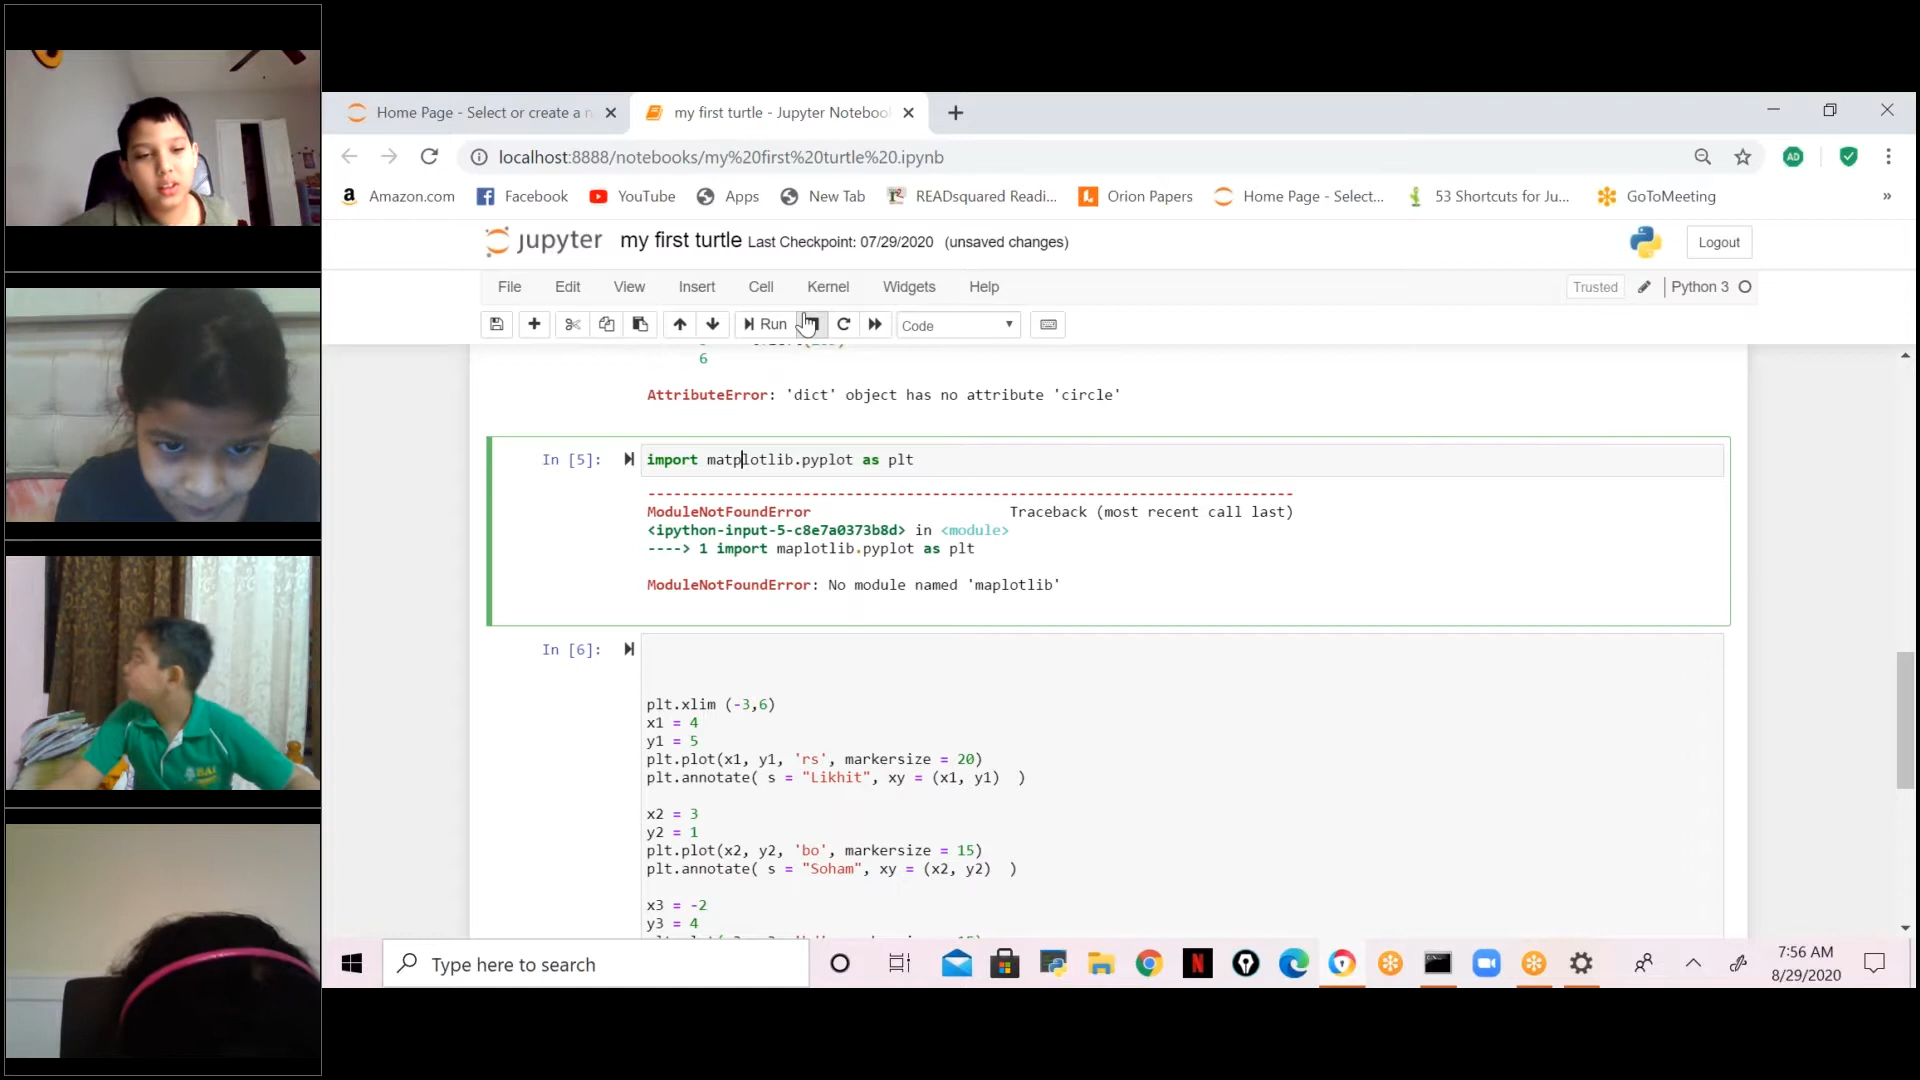 Home Page - Select or create a n
my first turtle - Jupyter Noteboo
localhost:8888/notebooks/my%20first%20turtle%20.ipynb
AD
Amazon.com
Facebook
YouTube
Apps
New Tab
READsquared Readi...
Orion Papers
Home Page - Select...
53 Shortcuts for Ju...
GoToMeeting
»
jupyter my first turtle Last Checkpoint: 07/29/2020 (unsaved changes)
Logout
File Edit View Insert Cell Kernel Widgets Help
Trusted
Python 3
Run
Code
6
AttributeError: 'dict' object has no attribute 'circle'
In [5]: import matplotlib.pyplot as plt
---------------------------------------------------------------------------
ModuleNotFoundError Traceback (most recent call last)
<ipython-input-5-c8e7a0373b8d> in <module>
----> 1 import maplotlib.pyplot as plt
ModuleNotFoundError: No module named 'maplotlib'
In [6]:
plt.xlim (-3,6)
x1 = 4
y1 = 5
plt.plot(x1, y1, 'rs', markersize = 20)
plt.annotate( s = "Likhit", xy = (x1, y1) )
x2 = 3
y2 = 1
plt.plot(x2, y2, 'bo', markersize = 15)
plt.annotate( s = "Soham", xy = (x2, y2) )
x3 = -2
y3 = 4
Type here to search
N
7:56 AM
8/29/2020